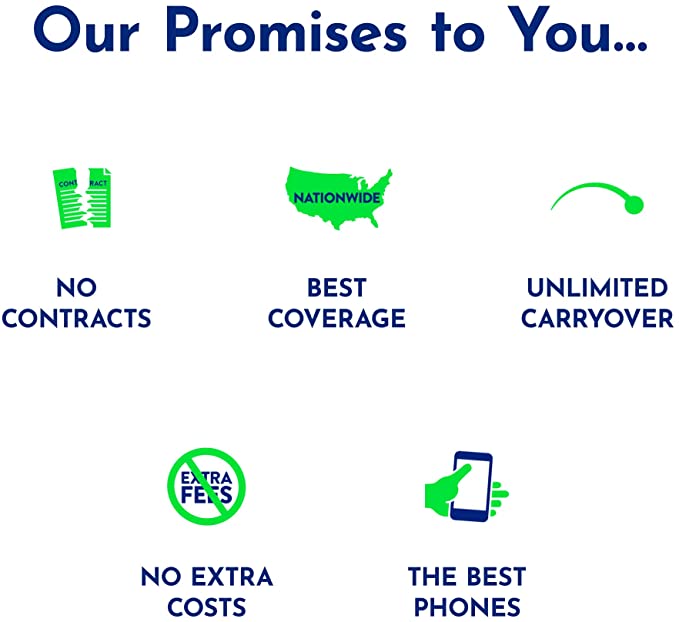 Our Promises to You...
CONTRACT
NATIONWIDE
NO
CONTRACTS
BEST
COVERAGE
UNLIMITED
CARRYOVER
EXTRA
FEES
NO EXTRA
COSTS
THE BEST
PHONES